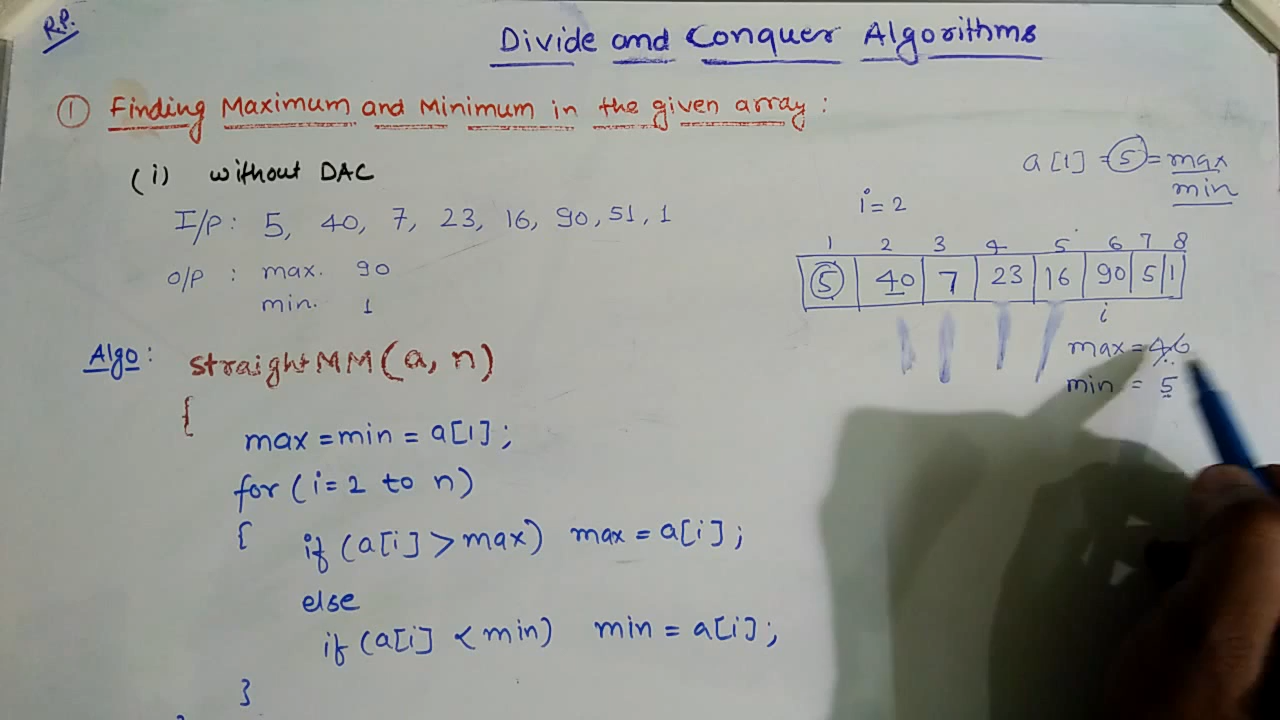 R.P.
Divide and Conquer Algorithms
① Finding Maximum and Minimum in the given array :
(i) without DAC
I/p : 5, 40, 7, 23, 16, 90, 51, 1
O/P : max. 90
min. 1
Algo : straightMM(a, n)
{
max = min = a[1];
for (i = 2 to n)
{ if (a[i] > max) max = a[i];
else
if (a[i] < min) min = a[i];
}
a[1] = 5 = max
min
i = 2
1 2 3 4 5 6 7 8
5 40 7 23 16 90 51 1
i
max = 40
min = 5